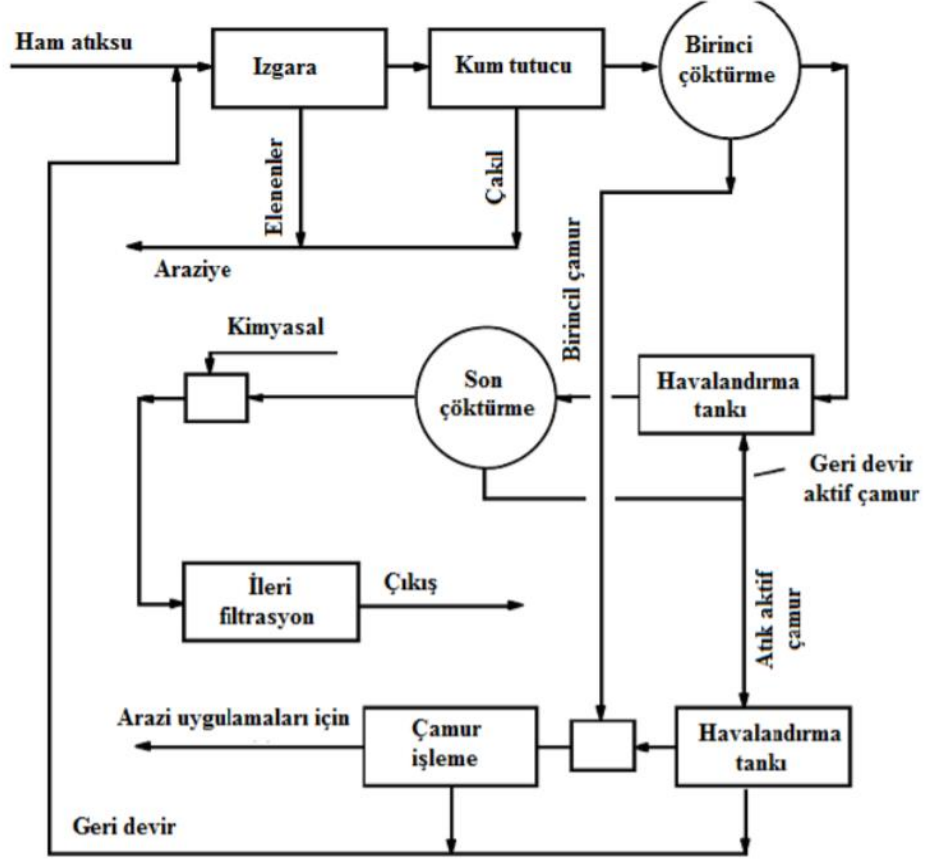 Ham atıksu
Izgara
Kum tutucu
Birinci
çöktürme
Elenenler
Çakıl
Araziye
Birincil çamur
Kimyasal
Son
çöktürme
Havalandırma
tankı
Geri devir
aktif çamur
İleri
filtrasyon
Çıkış
Atık aktif
çamur
Arazi uygulamaları için
Çamur
işleme
Havalandırma
tankı
Geri devir